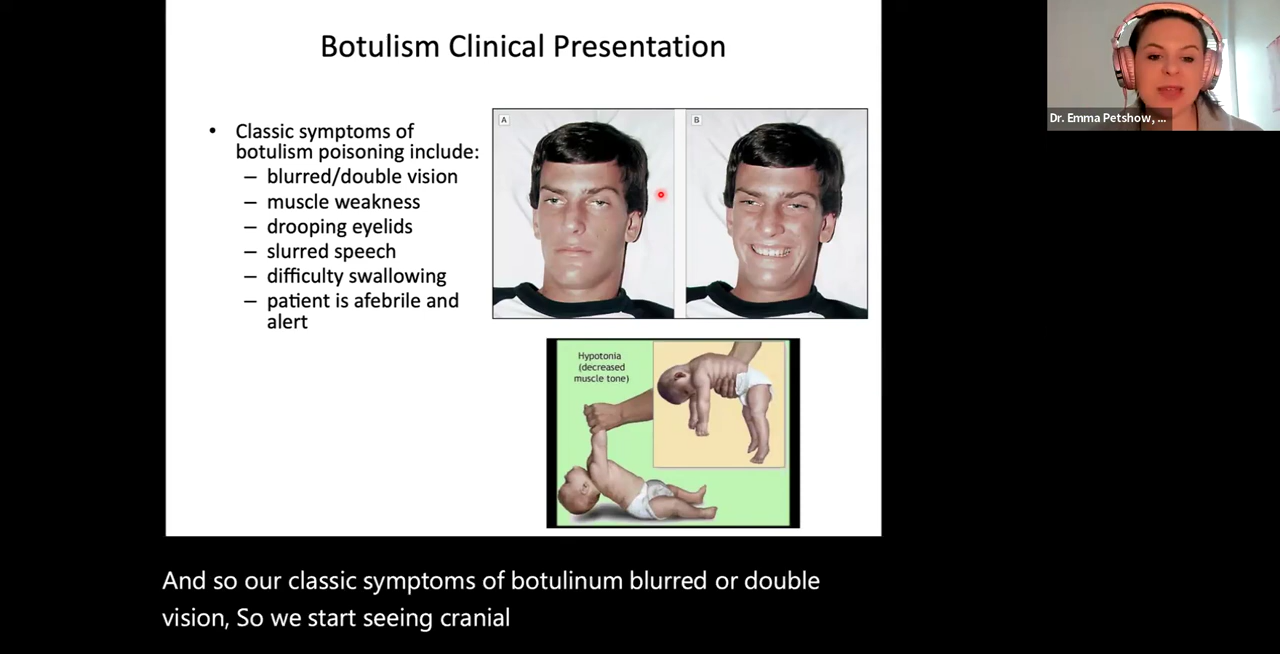 Botulism Clinical Presentation
• Classic symptoms of
botulism poisoning include:
– blurred/double vision
– muscle weakness
– drooping eyelids
– slurred speech
– difficulty swallowing
– patient is afebrile and
alert
A
B
Hypotonia
(decreased
muscle tone)
Dr. Emma Petshow, ...
And so our classic symptoms of botulinum blurred or double
vision, So we start seeing cranial